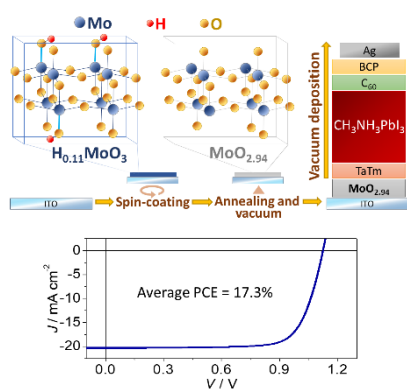 Mo H O
H₀.₁₁MoO₃
MoO₂.₉₄
ITO
Spin-coating
Annealing and vacuum
Vacuum deposition
Ag
BCP
C₆₀
CH₃NH₃PbI₃
TaTm
MoO₂.₉₄
ITO
J / mA cm⁻²
0
-5
-10
-15
-20
Average PCE = 17.3%
0.0 0.3 0.6 0.9 1.2
V / V